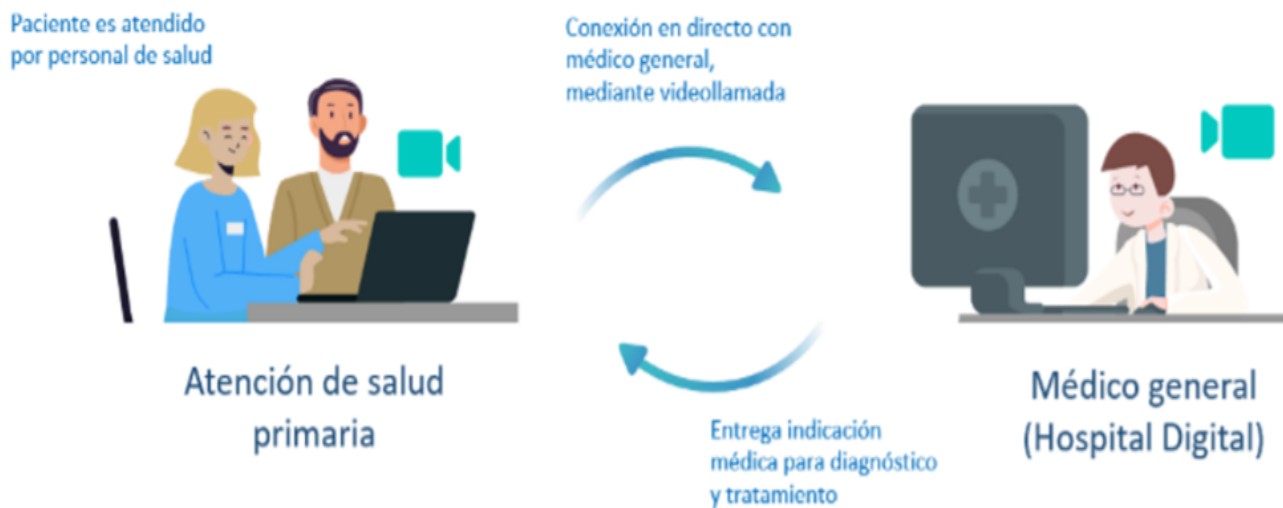 Paciente es atendido
por personal de salud
Conexión en directo con
médico general,
mediante videollamada
Atención de salud
primaria
Entrega indicación
médica para diagnóstico
y tratamiento
Médico general
(Hospital Digital)